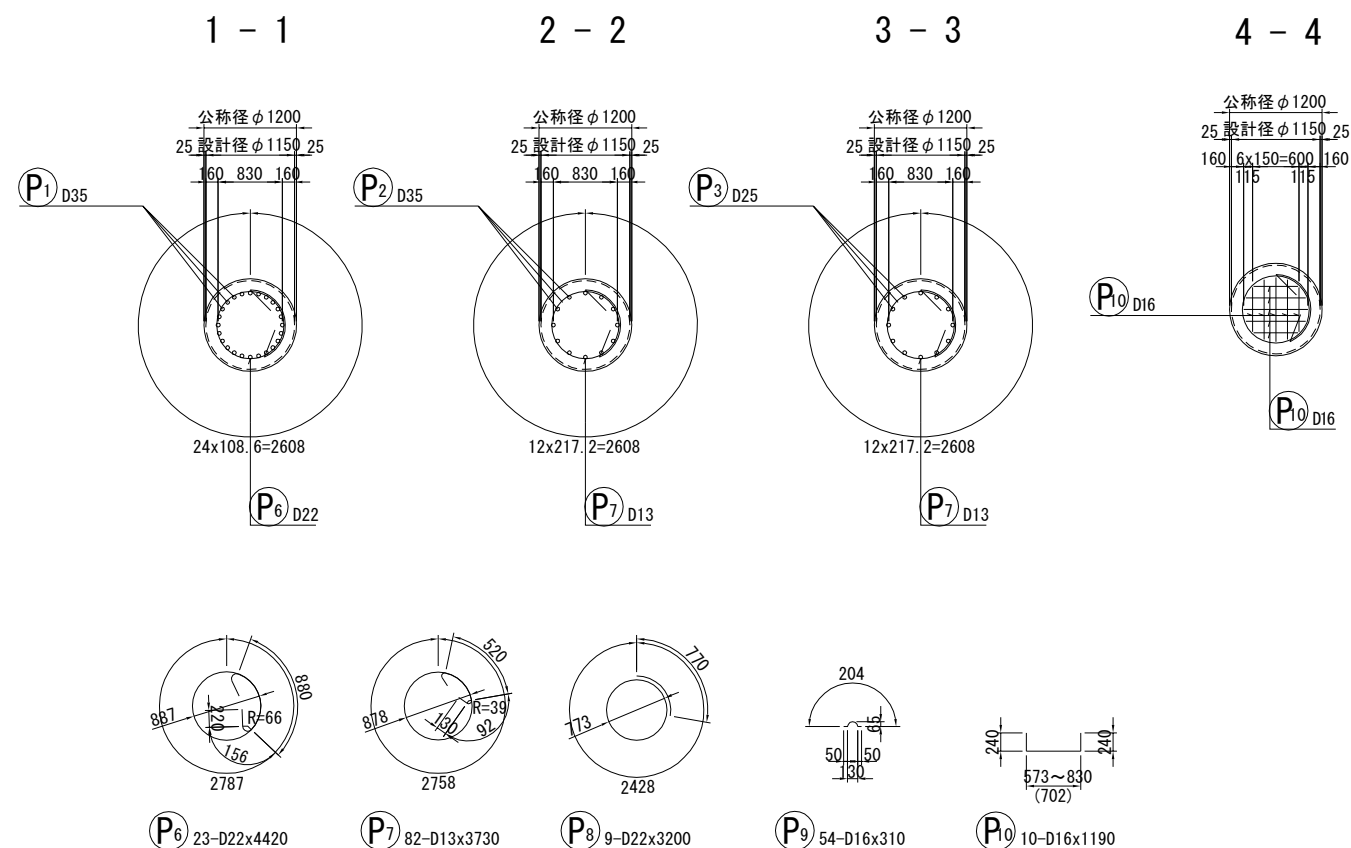 1 - 1
2 - 2
3 - 3
4 - 4
公称径φ1200
25 設計径φ1150 25
160 830 160
P1 D35
24x108.6=2608
P6 D22
公称径φ1200
25 設計径φ1150 25
160 830 160
P2 D35
12x217.2=2608
P7 D13
公称径φ1200
25 設計径φ1150 25
160 830 160
P3 D25
12x217.2=2608
P7 D13
公称径φ1200
25 設計径φ1150 25
160 6x150=600 160
115 115
P10 D16
P10 D16
880
887
220
R=66
156
2787
P6 23-D22x4420
520
878
130
R=39
92
2758
P7 82-D13x3730
770
773
2428
P8 9-D22x3200
204
65
50 50
130
P9 54-D16x310
240 240
573～830
(702)
P10 10-D16x1190